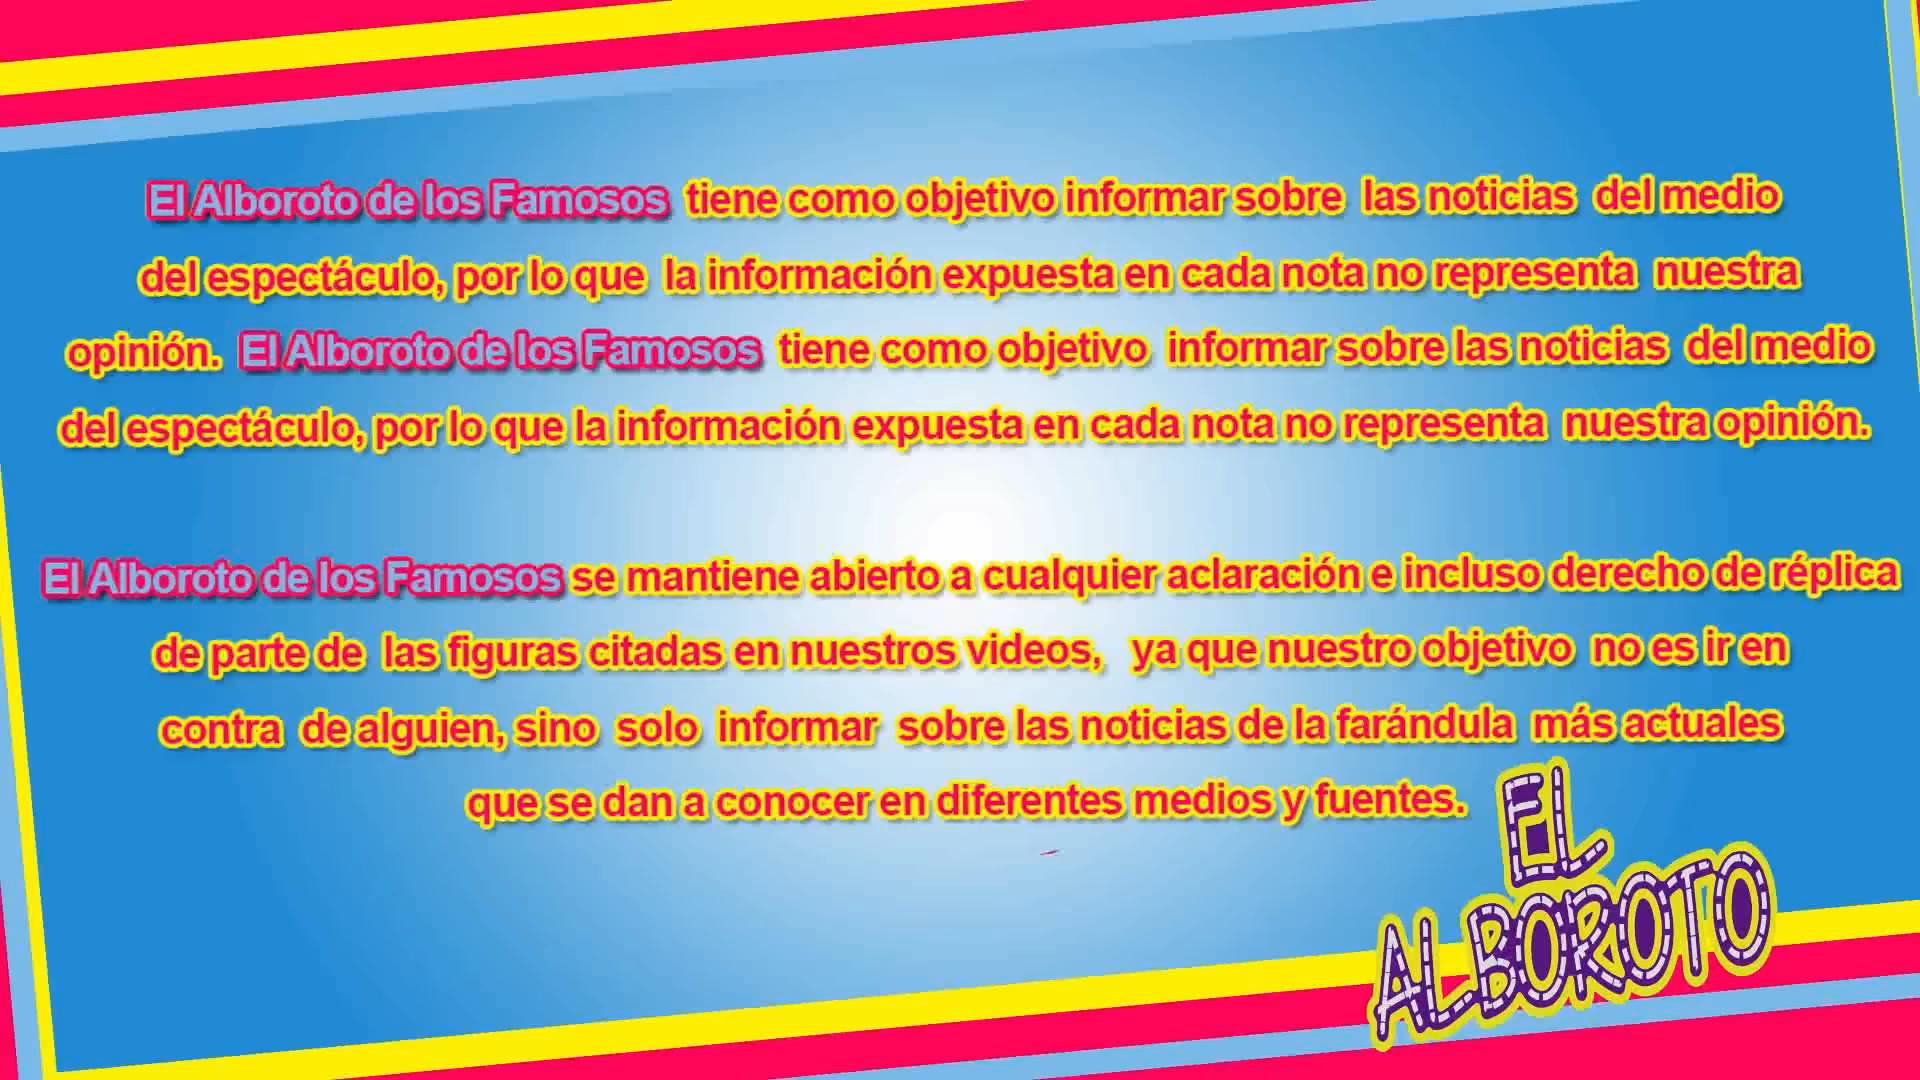 El Alboroto de los Famosos tiene como objetivo informar sobre las noticias del medio
del espectáculo, por lo que la información expuesta en cada nota no representa nuestra
opinión. El Alboroto de los Famosos tiene como objetivo informar sobre las noticias del medio
del espectáculo, por lo que la información expuesta en cada nota no representa nuestra opinión.
El Alboroto de los Famosos se mantiene abierto a cualquier aclaración e incluso derecho de réplica
de parte de las figuras citadas en nuestros videos, ya que nuestro objetivo no es ir en
contra de alguien, sino solo informar sobre las noticias de la farándula más actuales
que se dan a conocer en diferentes medios y fuentes.
EL
ALBOROTO